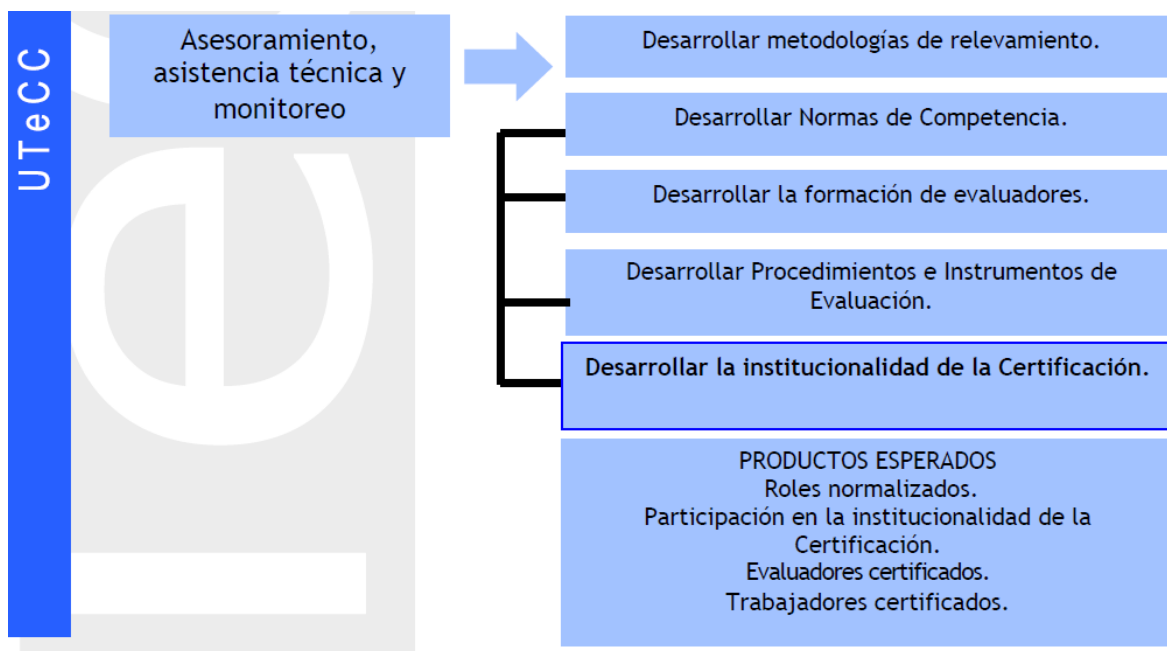 UTeCC
Asesoramiento,
asistencia técnica y
monitoreo
Desarrollar metodologías de relevamiento.
Desarrollar Normas de Competencia.
Desarrollar la formación de evaluadores.
Desarrollar Procedimientos e Instrumentos de
Evaluación.
Desarrollar la institucionalidad de la Certificación.
PRODUCTOS ESPERADOS
Roles normalizados.
Participación en la institucionalidad de la
Certificación.
Evaluadores certificados.
Trabajadores certificados.